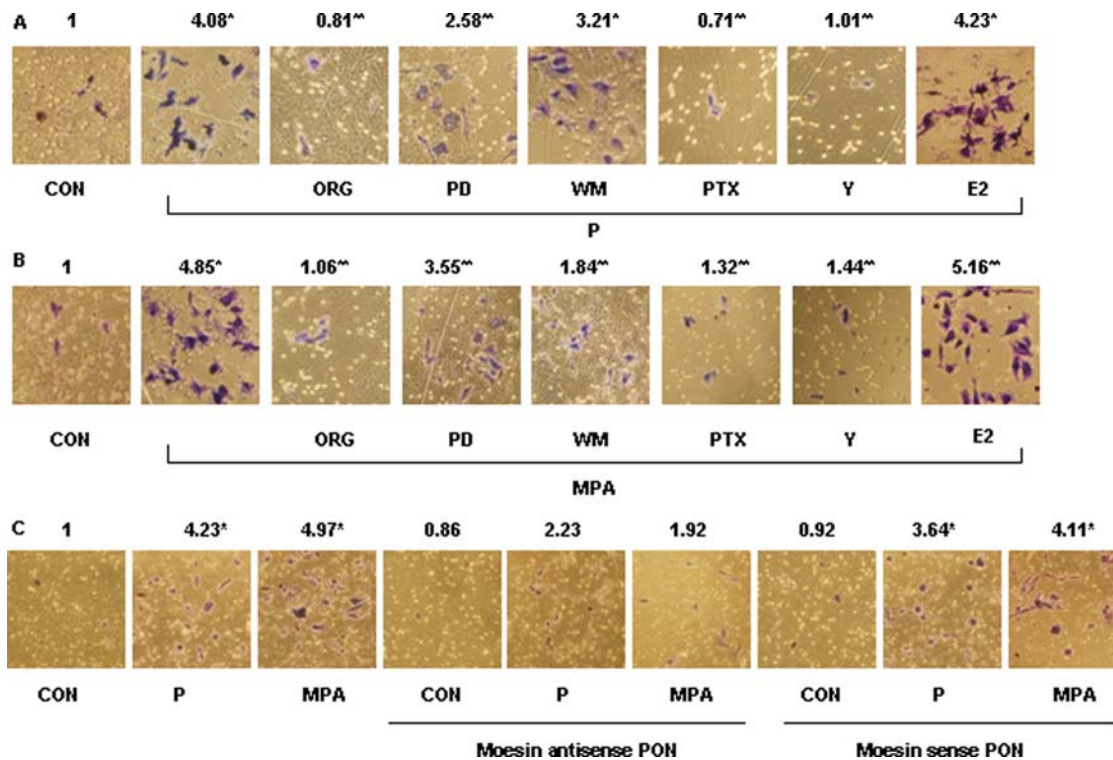 A 1 4.08* 0.81^^ 2.58^^ 3.21* 0.71^^ 1.01^^ 4.23*
CON ORG PD WM PTX Y E2
P
B 1 4.85^ 1.06^^ 3.55^^ 1.84^^ 1.32^^ 1.44^^ 5.16^^
CON ORG PD WM PTX Y E2
MPA
C 1 4.23* 4.97* 0.86 2.23 1.92 0.92 3.64* 4.11*
CON P MPA CON P MPA CON P MPA
Moesin antisense PON Moesin sense PON